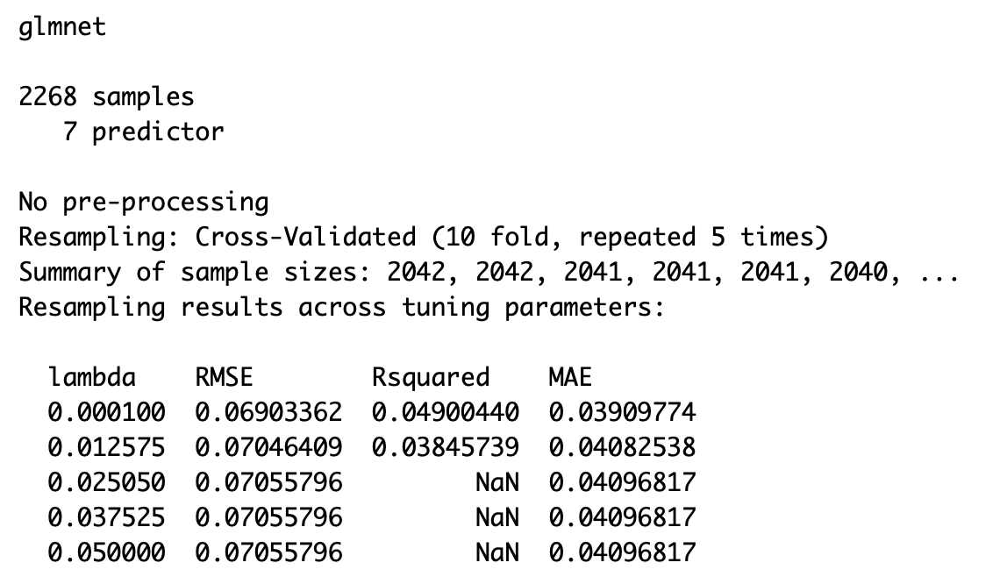 glmnet
2268 samples
7 predictor
No pre-processing
Resampling: Cross-Validated (10 fold, repeated 5 times)
Summary of sample sizes: 2042, 2042, 2041, 2041, 2041, 2040, ...
Resampling results across tuning parameters:
lambda RMSE Rsquared MAE
0.000100 0.06903362 0.04900440 0.03909774
0.012575 0.07046409 0.03845739 0.04082538
0.025050 0.07055796 NaN 0.04096817
0.037525 0.07055796 NaN 0.04096817
0.050000 0.07055796 NaN 0.04096817